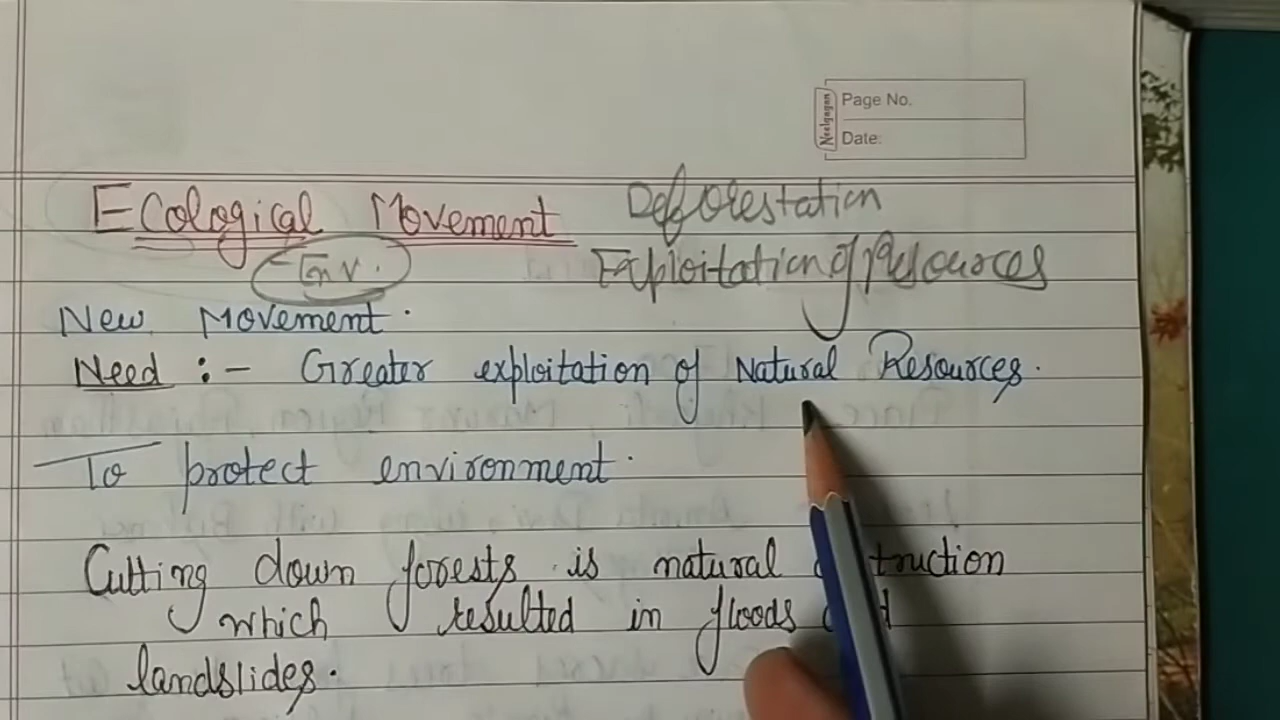 Neelgagan
Page No.
Date:
Ecological Movement Deforestation
Env. Exploitation of Resources
New Movement.
Need :- Greater exploitation of Natural Resources.
To protect environment.
Cutting down forests is natural
which resulted in floods
landslides.